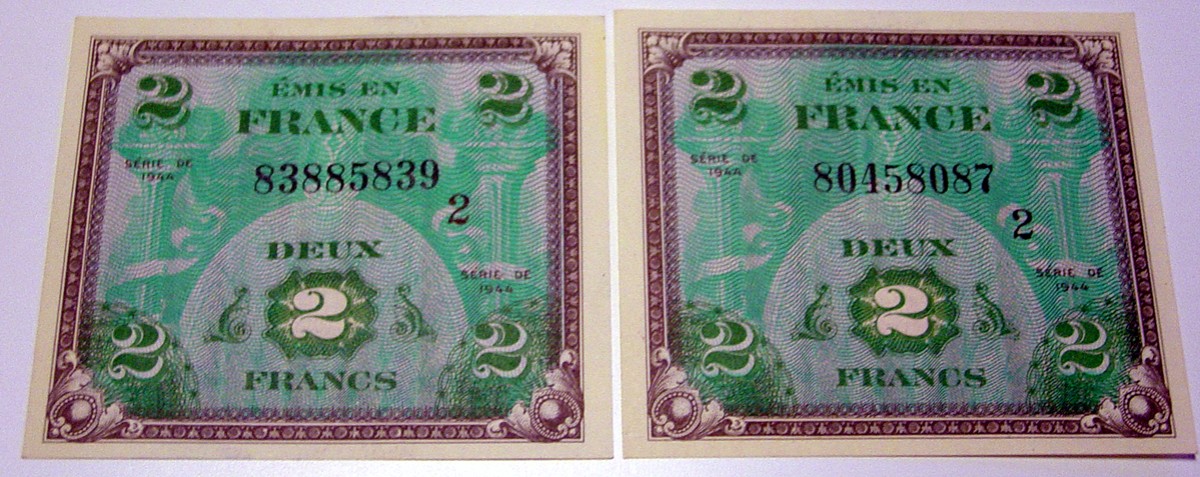 2 2
ÉMIS EN
FRANCE
SÉRIE DE
1944
83885839
2
DEUX
SÉRIE DE
1944
2
2 2
FRANCS
2 2
ÉMIS EN
FRANCE
SÉRIE DE
1944
80458087
2
DEUX
SÉRIE DE
1944
2
2 2
FRANCS